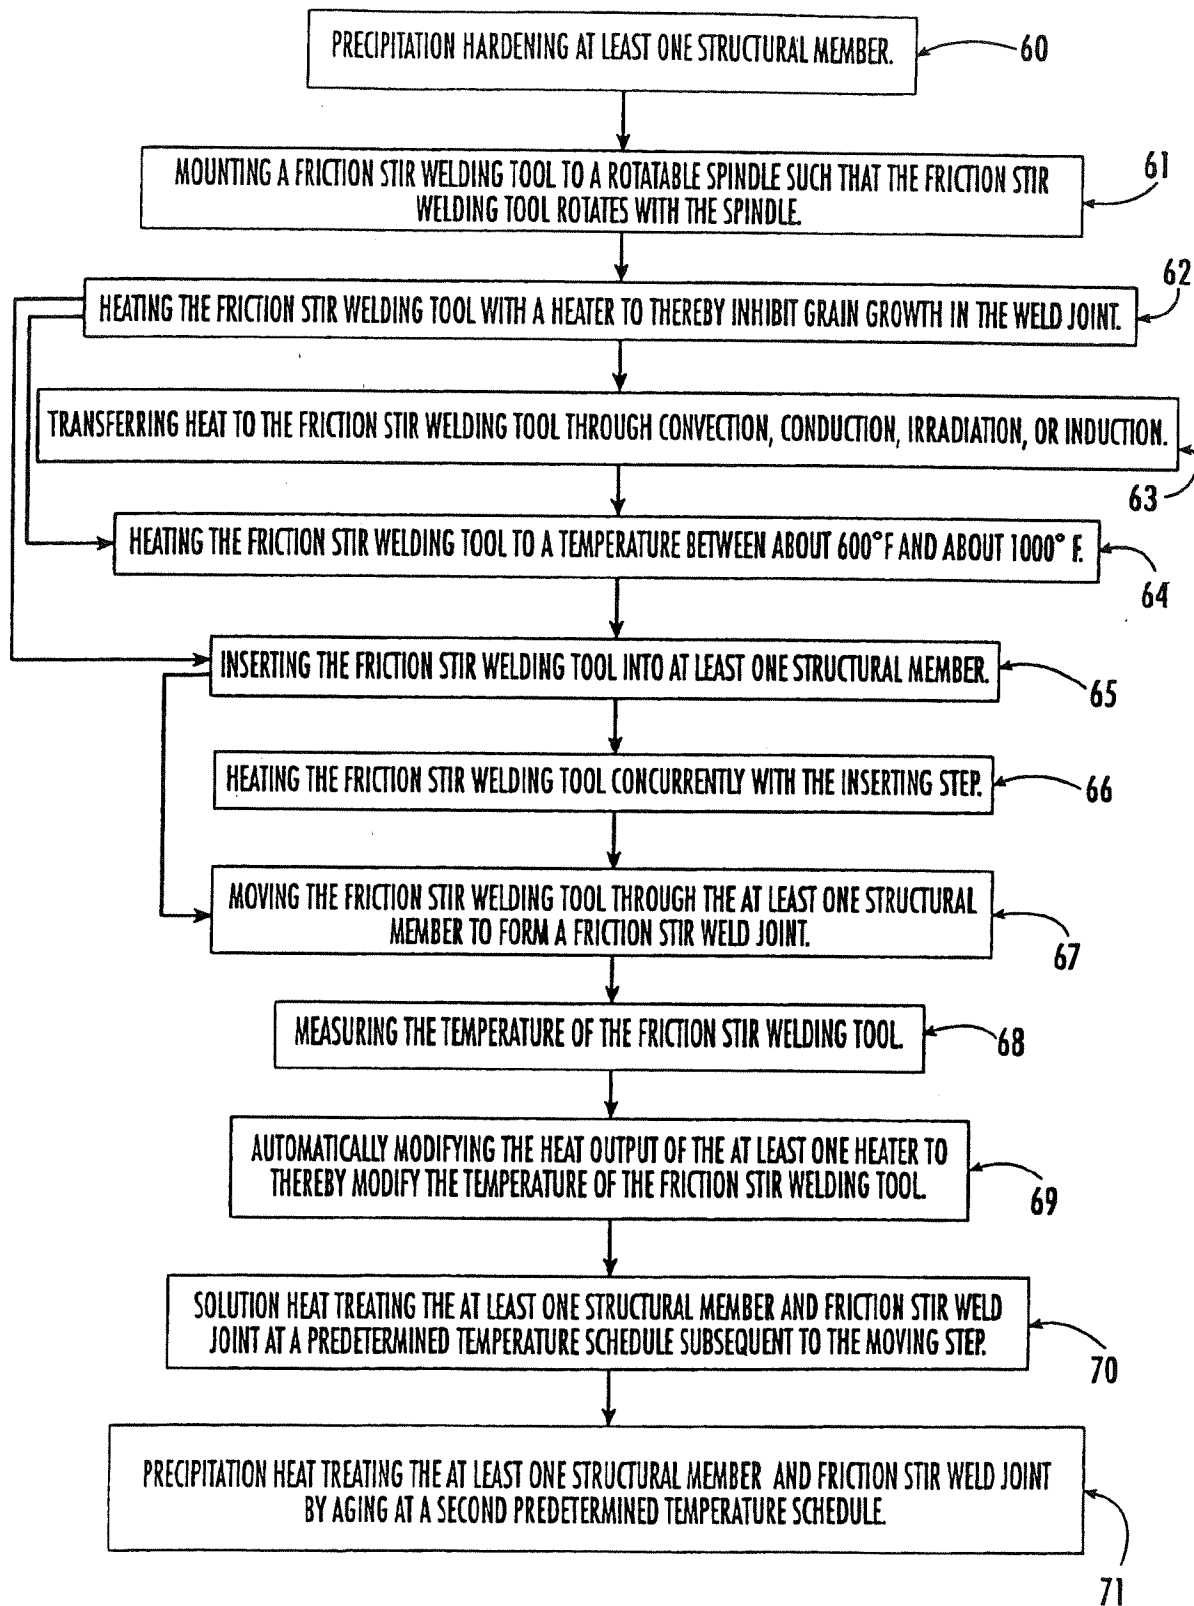 PRECIPITATION HARDENING AT LEAST ONE STRUCTURAL MEMBER.
60
MOUNTING A FRICTION STIR WELDING TOOL TO A ROTATABLE SPINDLE SUCH THAT THE FRICTION STIR
WELDING TOOL ROTATES WITH THE SPINDLE.
61
HEATING THE FRICTION STIR WELDING TOOL WITH A HEATER TO THEREBY INHIBIT GRAIN GROWTH IN THE WELD JOINT.
62
TRANSFERRING HEAT TO THE FRICTION STIR WELDING TOOL THROUGH CONVECTION, CONDUCTION, IRRADIATION, OR INDUCTION.
63
HEATING THE FRICTION STIR WELDING TOOL TO A TEMPERATURE BETWEEN ABOUT 600°F AND ABOUT 1000° F.
64
INSERTING THE FRICTION STIR WELDING TOOL INTO AT LEAST ONE STRUCTURAL MEMBER.
65
HEATING THE FRICTION STIR WELDING TOOL CONCURRENTLY WITH THE INSERTING STEP.
66
MOVING THE FRICTION STIR WELDING TOOL THROUGH THE AT LEAST ONE STRUCTURAL
MEMBER TO FORM A FRICTION STIR WELD JOINT.
67
MEASURING THE TEMPERATURE OF THE FRICTION STIR WELDING TOOL.
68
AUTOMATICALLY MODIFYING THE HEAT OUTPUT OF THE AT LEAST ONE HEATER TO
THEREBY MODIFY THE TEMPERATURE OF THE FRICTION STIR WELDING TOOL.
69
SOLUTION HEAT TREATING THE AT LEAST ONE STRUCTURAL MEMBER AND FRICTION STIR WELD
JOINT AT A PREDETERMINED TEMPERATURE SCHEDULE SUBSEQUENT TO THE MOVING STEP.
70
PRECIPITATION HEAT TREATING THE AT LEAST ONE STRUCTURAL MEMBER AND FRICTION STIR WELD JOINT
BY AGING AT A SECOND PREDETERMINED TEMPERATURE SCHEDULE.
71